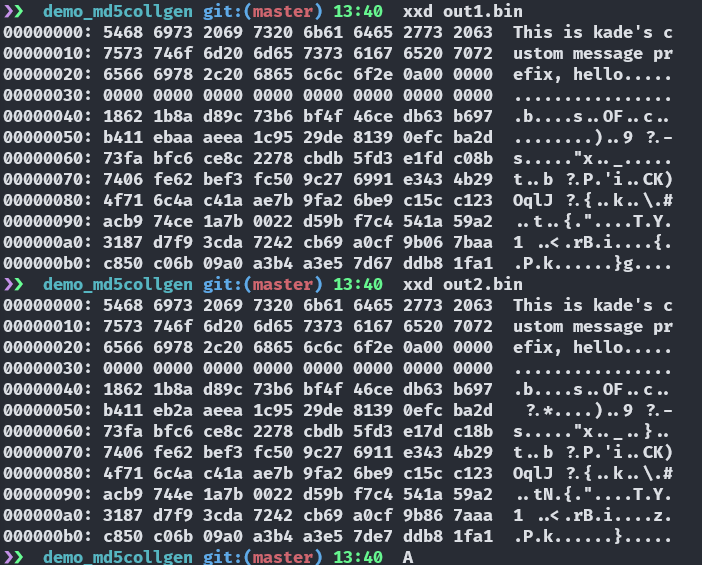 ❯❯ demo_md5collgen git:(master) 13:40 xxd out1.bin
00000000: 5468 6973 2069 7320 6b61 6465 2773 2063  This is kade's c
00000010: 7573 746f 6d20 6d65 7373 6167 6520 7072  ustom message pr
00000020: 6566 6978 2c20 6865 6c6c 6f2e 0a00 0000  efix, hello.....
00000030: 0000 0000 0000 0000 0000 0000 0000 0000  ................
00000040: 1862 1b8a d89c 73b6 bf4f 46ce db63 b697  .b....s..OF..c..
00000050: b411 ebaa aeea 1c95 29de 8139 0efc ba2d  ........)..9 ?.-
00000060: 73fa bfc6 ce8c 2278 cbdb 5fd3 e1fd c08b  s....."x.._.....
00000070: 7406 fe62 bef3 fc50 9c27 6991 e343 4b29  t..b ?.P.'i..CK)
00000080: 4f71 6c4a c41a ae7b 9fa2 6be9 c15c c123  OqlJ ?.{..k..\.#
00000090: acb9 74ce 1a7b 0022 d59b f7c4 541a 59a2  ..t..{."....T.Y.
000000a0: 3187 d7f9 3cda 7242 cb69 a0cf 9b06 7baa  1 ..<.rB.i....{.
000000b0: c850 c06b 09a0 a3b4 a3e5 7d67 ddb8 1fa1  .P.k......}g....
❯❯ demo_md5collgen git:(master) 13:40 xxd out2.bin
00000000: 5468 6973 2069 7320 6b61 6465 2773 2063  This is kade's c
00000010: 7573 746f 6d20 6d65 7373 6167 6520 7072  ustom message pr
00000020: 6566 6978 2c20 6865 6c6c 6f2e 0a00 0000  efix, hello.....
00000030: 0000 0000 0000 0000 0000 0000 0000 0000  ................
00000040: 1862 1b8a d89c 73b6 bf4f 46ce db63 b697  .b....s..OF..c..
00000050: b411 eb2a aeea 1c95 29de 8139 0efc ba2d   ?.*....)..9 ?.-
00000060: 73fa bfc6 ce8c 2278 cbdb 5fd3 e17d c18b  s....."x.._..}..
00000070: 7406 fe62 bef3 fc50 9c27 6911 e343 4b29  t..b ?.P.'i..CK)
00000080: 4f71 6c4a c41a ae7b 9fa2 6be9 c15c c123  OqlJ ?.{..k..\.#
00000090: acb9 744e 1a7b 0022 d59b f7c4 541a 59a2  ..tN.{."....T.Y.
000000a0: 3187 d7f9 3cda 7242 cb69 a0cf 9b86 7aaa  1 ..<.rB.i....z.
000000b0: c850 c06b 09a0 a3b4 a3e5 7de7 ddb8 1fa1  .P.k......}.....
❯❯ demo_md5collgen git:(master) 13:40 A